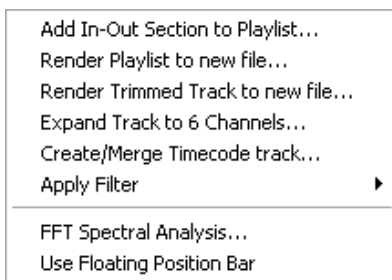 Add In-Out Section to Playlist...
Render Playlist to new file...
Render Trimmed Track to new file...
Expand Track to 6 Channels...
Create/Merge Timecode track...
Apply Filter
FFT Spectral Analysis...
Use Floating Position Bar